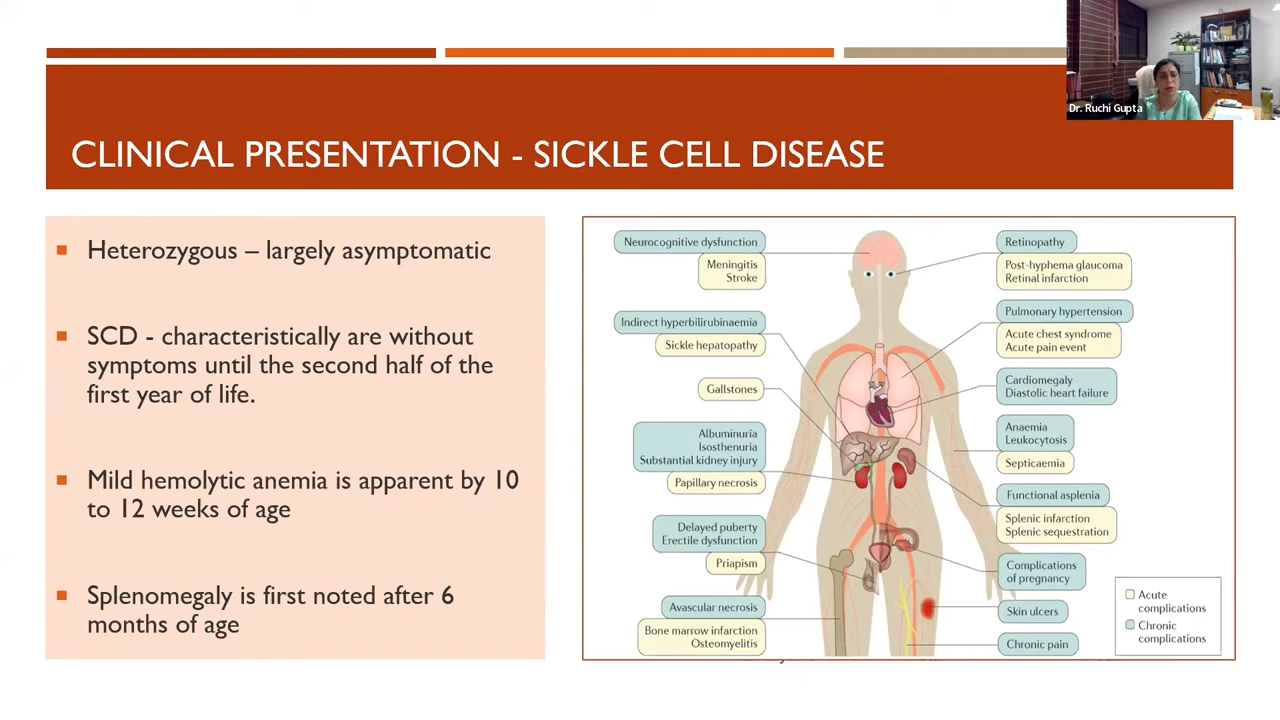 Dr. Ruchi Gupta
CLINICAL PRESENTATION - SICKLE CELL DISEASE
Heterozygous – largely asymptomatic
SCD - characteristically are without
symptoms until the second half of the
first year of life.
Mild hemolytic anemia is apparent by 10
to 12 weeks of age
Splenomegaly is first noted after 6
months of age
Neurocognitive dysfunction
Meningitis
Stroke
Indirect hyperbilirubinaemia
Sickle hepatopathy
Gallstones
Albuminuria
Isosthenuria
Substantial kidney injury
Papillary necrosis
Delayed puberty
Erectile dysfunction
Priapism
Avascular necrosis
Bone marrow infarction
Osteomyelitis
Retinopathy
Post-hyphema glaucoma
Retinal infarction
Pulmonary hypertension
Acute chest syndrome
Acute pain event
Cardiomegaly
Diastolic heart failure
Anaemia
Leukocytosis
Septicaemia
Functional asplenia
Splenic infarction
Splenic sequestration
Complications
of pregnancy
Skin ulcers
Chronic pain
Acute
complications
Chronic
complications